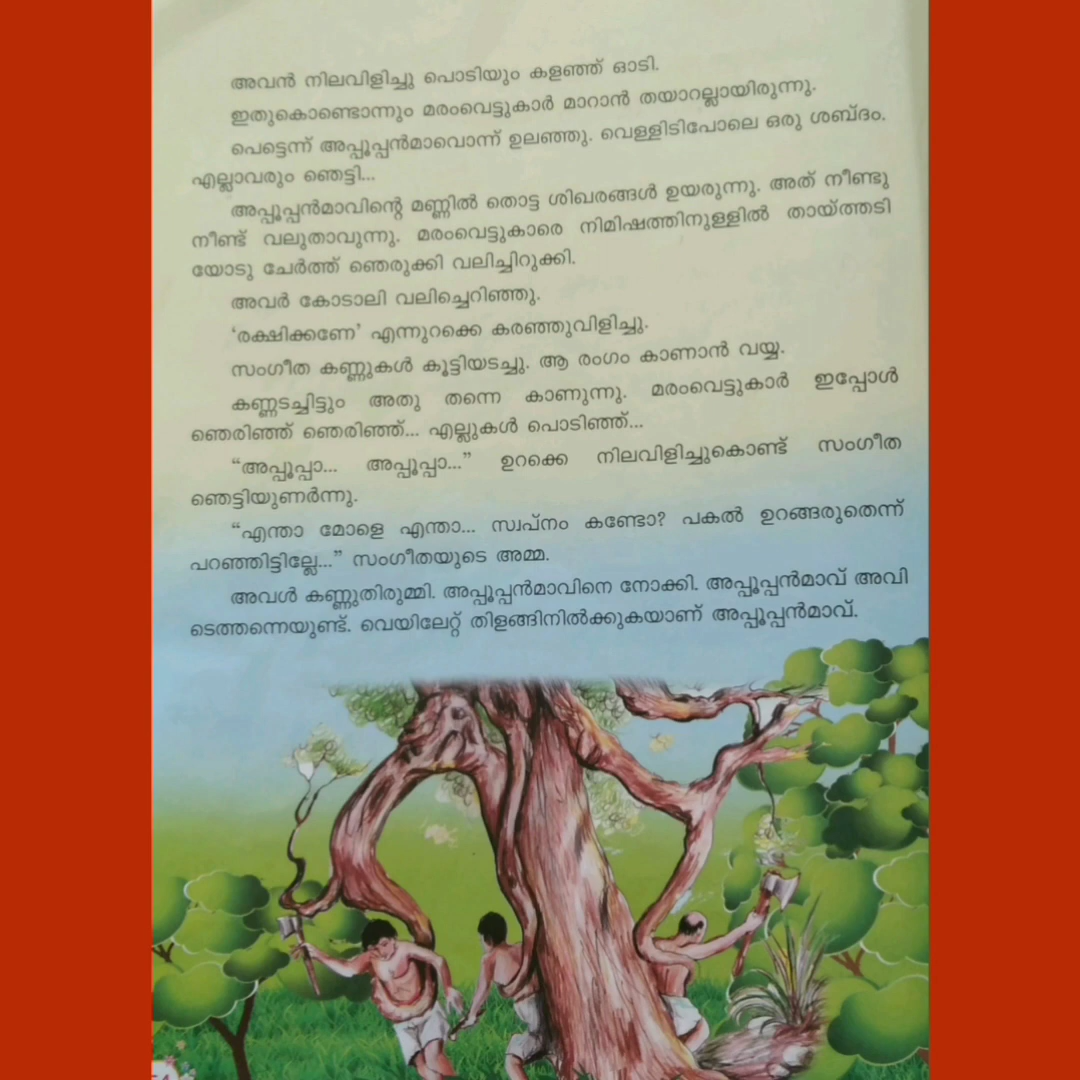 അവൻ നിലവിളിച്ചു പൊടിയും കളഞ്ഞ് ഓടി.
ഇതുകൊണ്ടൊന്നും മരംവെട്ടുകാർ മാറാൻ തയാറല്ലായിരുന്നു.
പെട്ടെന്ന് അപ്പൂപ്പൻമാവൊന്ന് ഉലഞ്ഞു. വെള്ളിടിപോലെ ഒരു ശബ്ദം.
എല്ലാവരും ഞെട്ടി...
അപ്പൂപ്പൻമാവിന്റെ മണ്ണിൽ തൊട്ട ശിഖരങ്ങൾ ഉയരുന്നു. അത് നീണ്ടു
നീണ്ട് വലുതാവുന്നു. മരംവെട്ടുകാരെ നിമിഷത്തിനുള്ളിൽ തായ്ത്തടി
യോടു ചേർത്ത് ഞെരുക്കി വലിച്ചിറുക്കി.
അവർ കോടാലി വലിച്ചെറിഞ്ഞു.
‘രക്ഷിക്കണേ’ എന്നുറക്കെ കരഞ്ഞുവിളിച്ചു.
സംഗീത കണ്ണുകൾ കൂട്ടിയടച്ചു. ആ രംഗം കാണാൻ വയ്യ.
കണ്ണടച്ചിട്ടും അതു തന്നെ കാണുന്നു. മരംവെട്ടുകാർ ഇപ്പോൾ
ഞെരിഞ്ഞ് ഞെരിഞ്ഞ്... എല്ലുകൾ പൊടിഞ്ഞ്...
“അപ്പൂപ്പാ... അപ്പൂപ്പാ...” ഉറക്കെ നിലവിളിച്ചുകൊണ്ട് സംഗീത
ഞെട്ടിയുണർന്നു.
“എന്താ മോളെ എന്താ... സ്വപ്നം കണ്ടോ? പകൽ ഉറങ്ങരുതെന്ന്
പറഞ്ഞിട്ടില്ലേ...” സംഗീതയുടെ അമ്മ.
അവൾ കണ്ണുതിരുമ്മി. അപ്പൂപ്പൻമാവിനെ നോക്കി. അപ്പൂപ്പൻമാവ് അവി
ടെത്തന്നെയുണ്ട്. വെയിലേറ്റ് തിളങ്ങിനിൽക്കുകയാണ് അപ്പൂപ്പൻമാവ്.